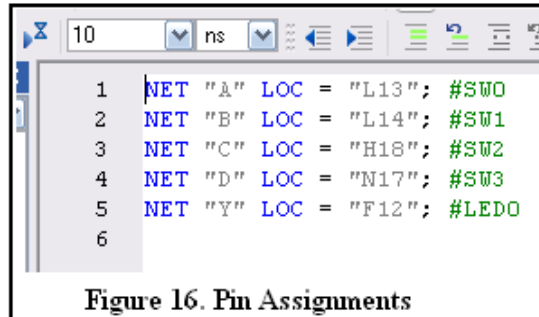 10 ns
1 NET "A" LOC = "L13"; #SW0
2 NET "B" LOC = "L14"; #SW1
3 NET "C" LOC = "H18"; #SW2
4 NET "D" LOC = "N17"; #SW3
5 NET "Y" LOC = "F12"; #LED0
6
Figure 16. Pin Assignments